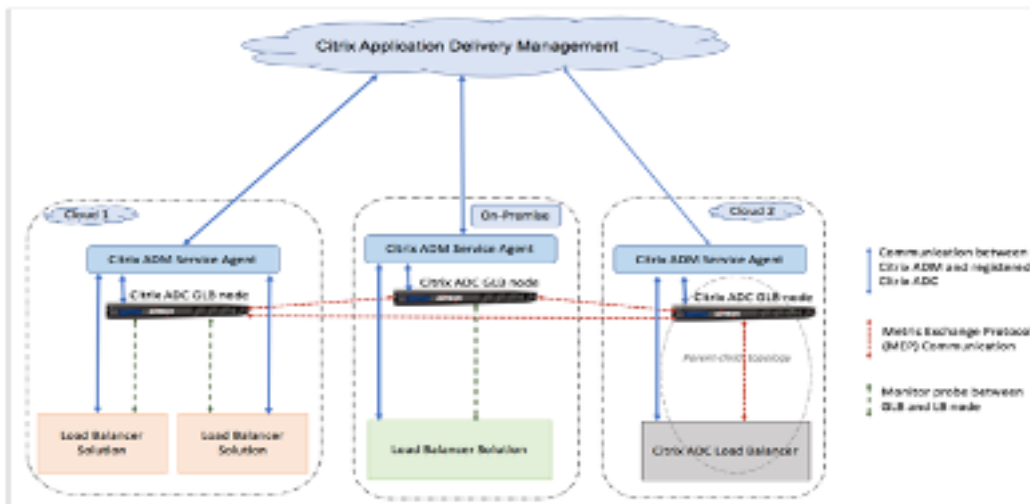 Citrix Application Delivery Management
Cloud 1
On-Premise
Cloud 2
Citrix ADM Service Agent
Citrix ADM Service Agent
Citrix ADM Service Agent
Citrix ADC GLB node
Citrix ADC GLB node
Citrix ADC GLB node
Parent-child topology
Load Balancer
Solution
Load Balancer
Solution
Load Balancer Solution
Citrix ADC Load Balancer
Communication between
Citrix ADM and registered
Citrix ADC
Metric Exchange Protoco
(MEP) Communication
Monitor probe between
GLB and LB node